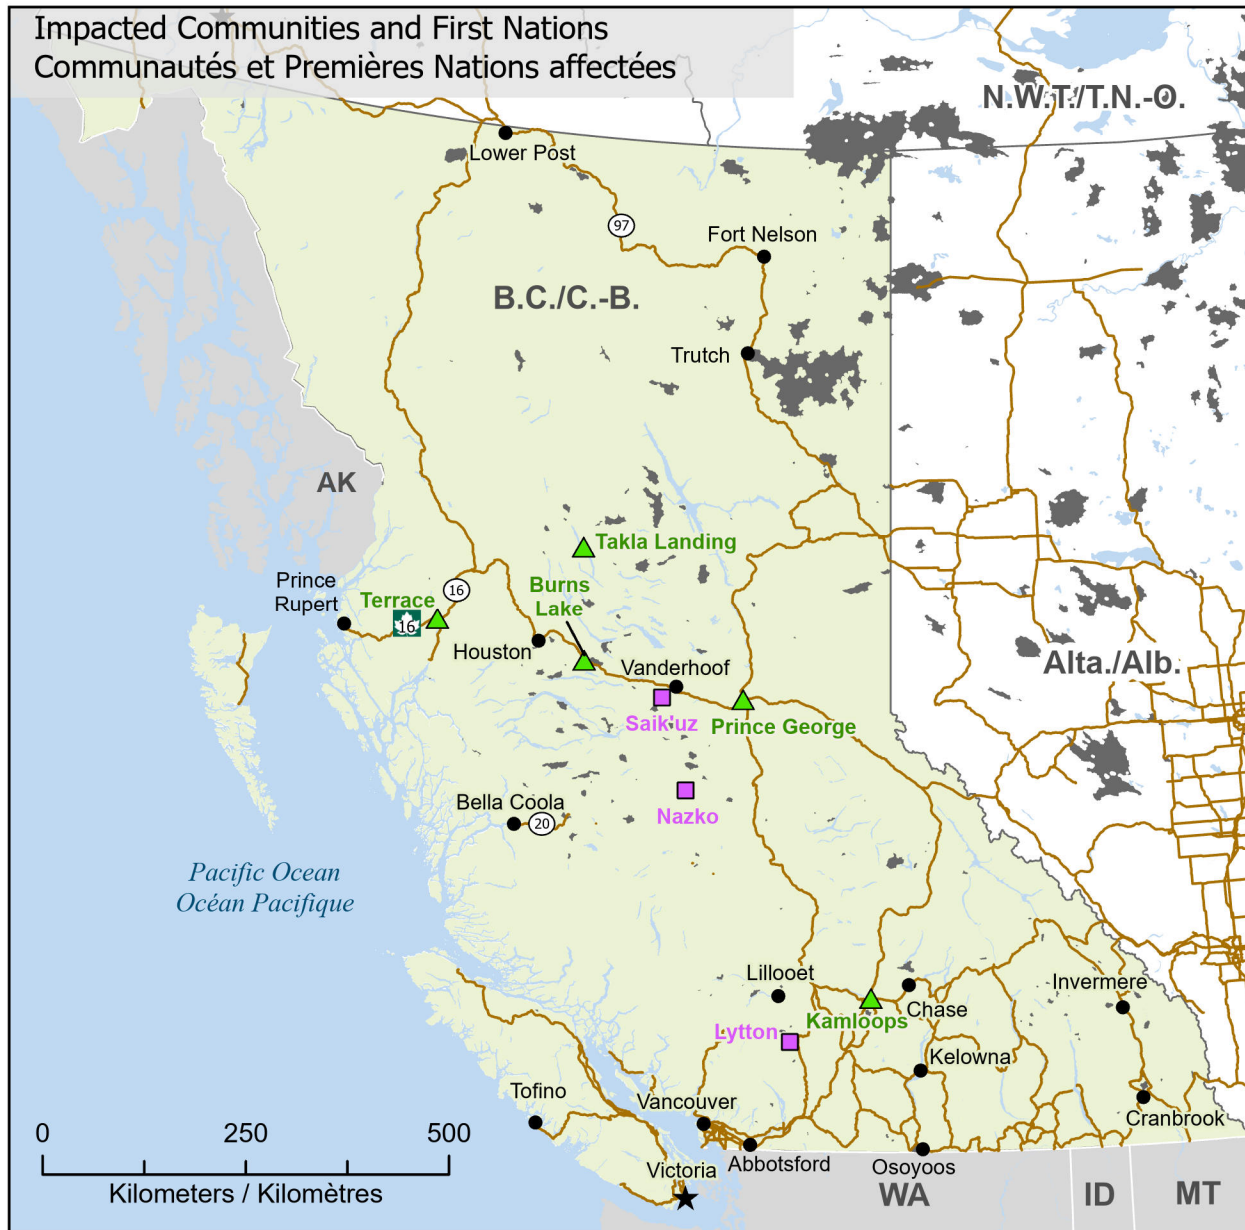 Impacted Communities and First Nations
Communautés et Premières Nations affectées
N.W.T./T.N.-O.
Lower Post
97
Fort Nelson
B.C./C.-B.
Trutch
AK
Takla Landing
Prince
Rupert
Terrace
16
16
Burns
Lake
Houston
Vanderhoof
Alta./Alb.
Saik'uz
Prince George
Nazko
Bella Coola
20
Pacific Ocean
Océan Pacifique
Lillooet
Invermere
Kamloops
Chase
Lytton
Kelowna
Tofino
Vancouver
Cranbrook
0 250 500
Kilometers / Kilomètres
Victoria
Abbotsford
Osoyoos
WA
ID
MT